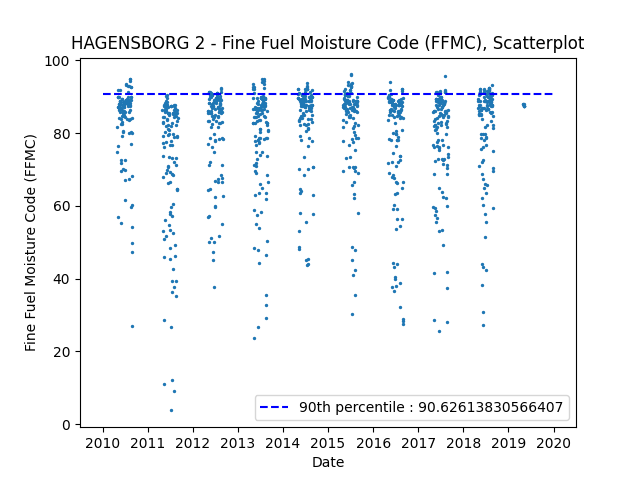 HAGENSBORG 2 - Fine Fuel Moisture Code (FFMC), Scatterplot
Fine Fuel Moisture Code (FFMC)
100
80
60
40
20
0
90th percentile : 90.62613830566407
2010 2011 2012 2013 2014 2015 2016 2017 2018 2019 2020
Date